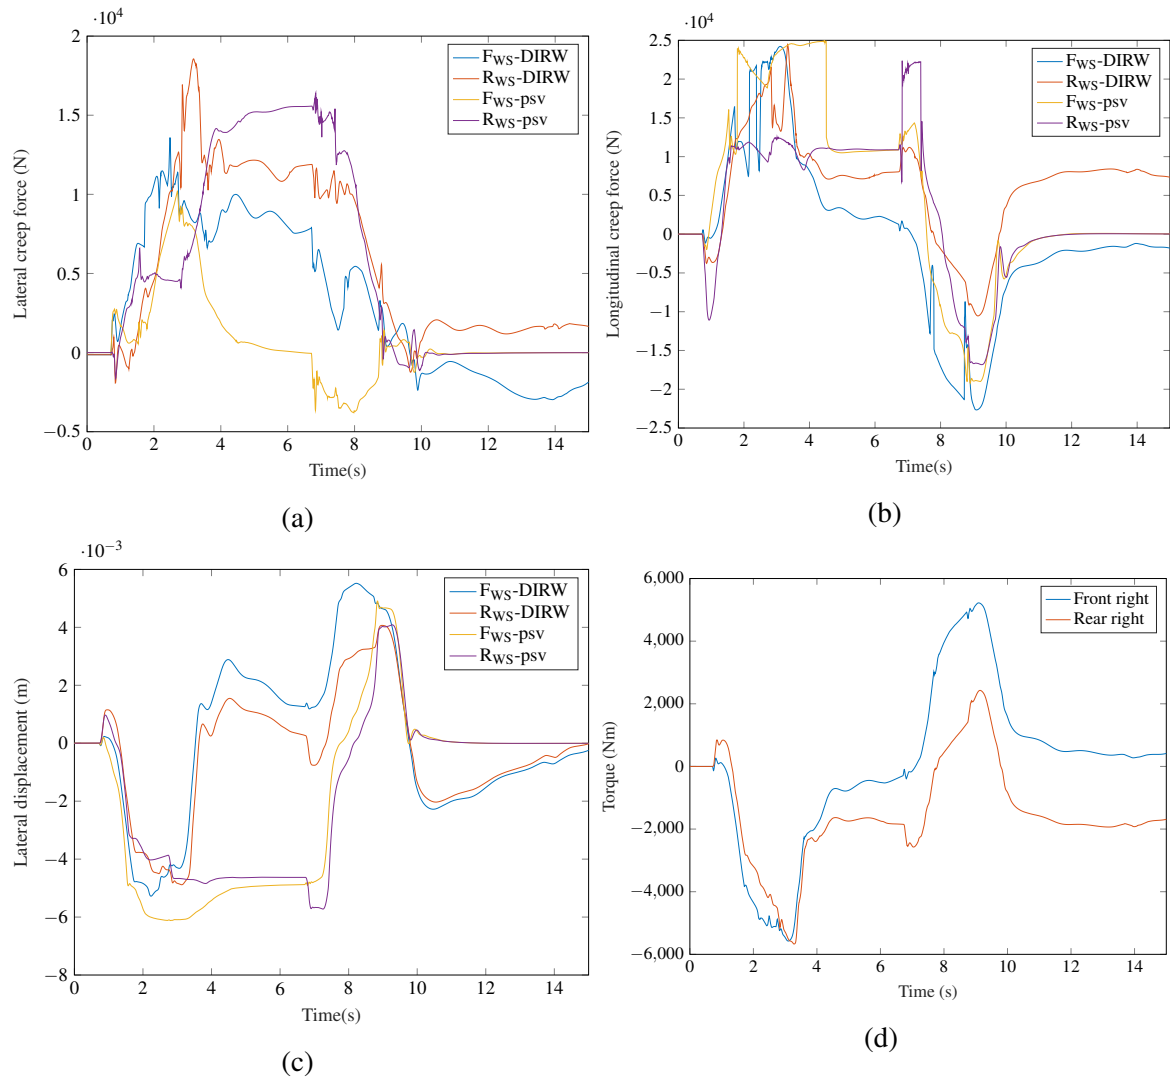 ·10⁴
2
1.5
1
0.5
0
−0.5
Lateral creep force (N)
F_WS-DIRW
R_WS-DIRW
F_WS-psv
R_WS-psv
0 2 4 6 8 10 12 14
Time(s)
(a)
·10⁴
2.5
2
1.5
1
0.5
0
−0.5
−1
−1.5
−2
−2.5
Longitudinal creep force (N)
F_WS-DIRW
R_WS-DIRW
F_WS-psv
R_WS-psv
0 2 4 6 8 10 12 14
Time(s)
(b)
·10⁻³
6
4
2
0
−2
−4
−6
−8
Lateral displacement (m)
F_WS-DIRW
R_WS-DIRW
F_WS-psv
R_WS-psv
0 2 4 6 8 10 12 14
Time(s)
(c)
6,000
4,000
2,000
0
−2,000
−4,000
−6,000
Torque (Nm)
Front right
Rear right
0 2 4 6 8 10 12 14
Time (s)
(d)